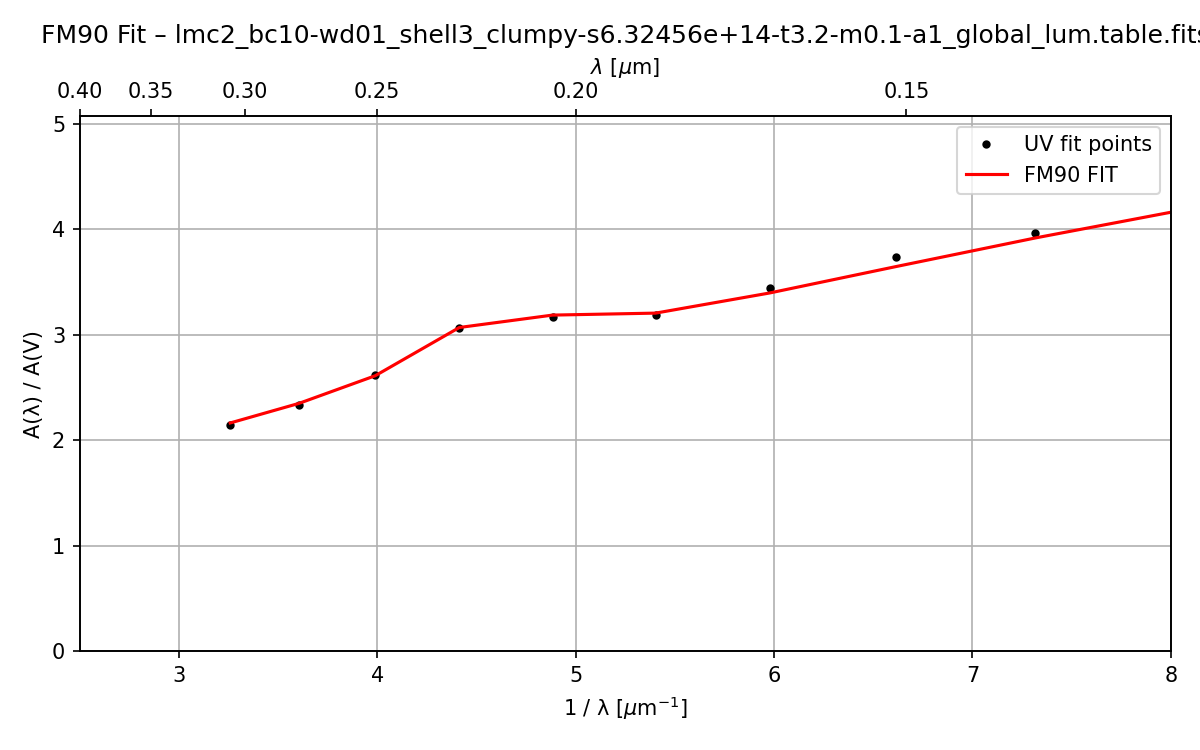 FM90 Fit – lmc2_bc10-wd01_shell3_clumpy-s6.32456e+14-t3.2-m0.1-a1_global_lum.table.fits
λ [μm]
0.40 0.35 0.30 0.25 0.20 0.15
UV fit points
FM90 FIT
5
4
3
2
1
0
A(λ) / A(V)
3 4 5 6 7 8
1 / λ [μm⁻¹]